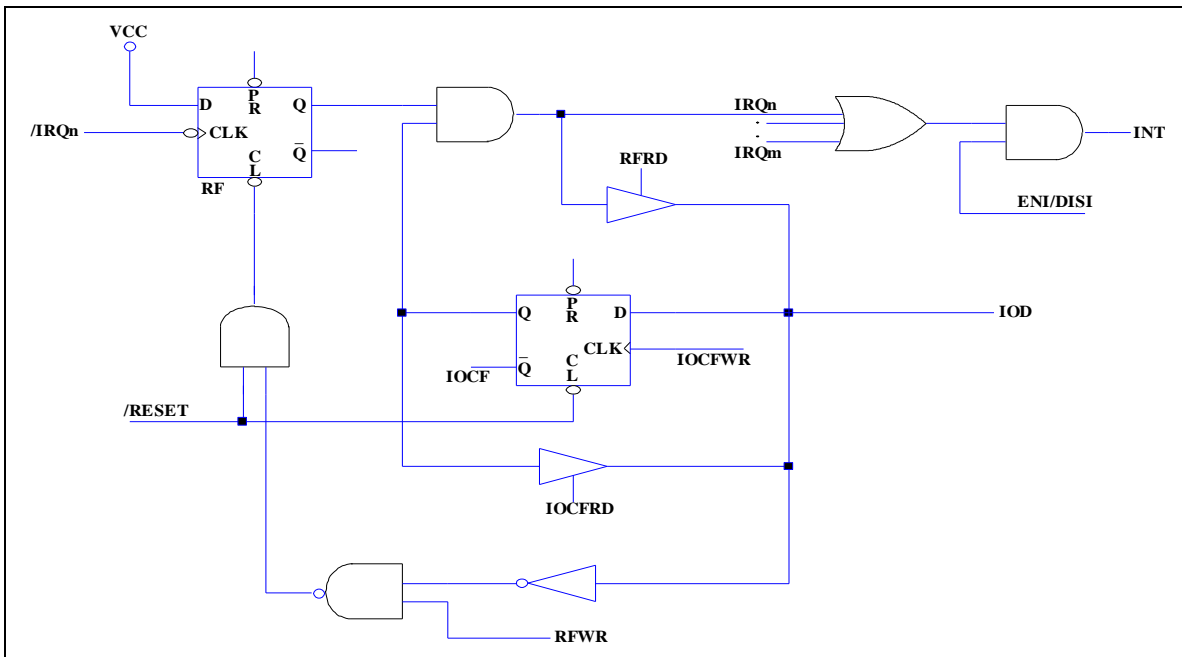 VCC
D
P
R
Q
/IRQn
CLK
C
L
Q
RF
IRQn
.
.
IRQm
INT
RFRD
ENI/DISI
Q
P
R
D
IOD
CLK
IOCFWR
IOCF
Q
C
L
/RESET
IOCFRD
RFWR